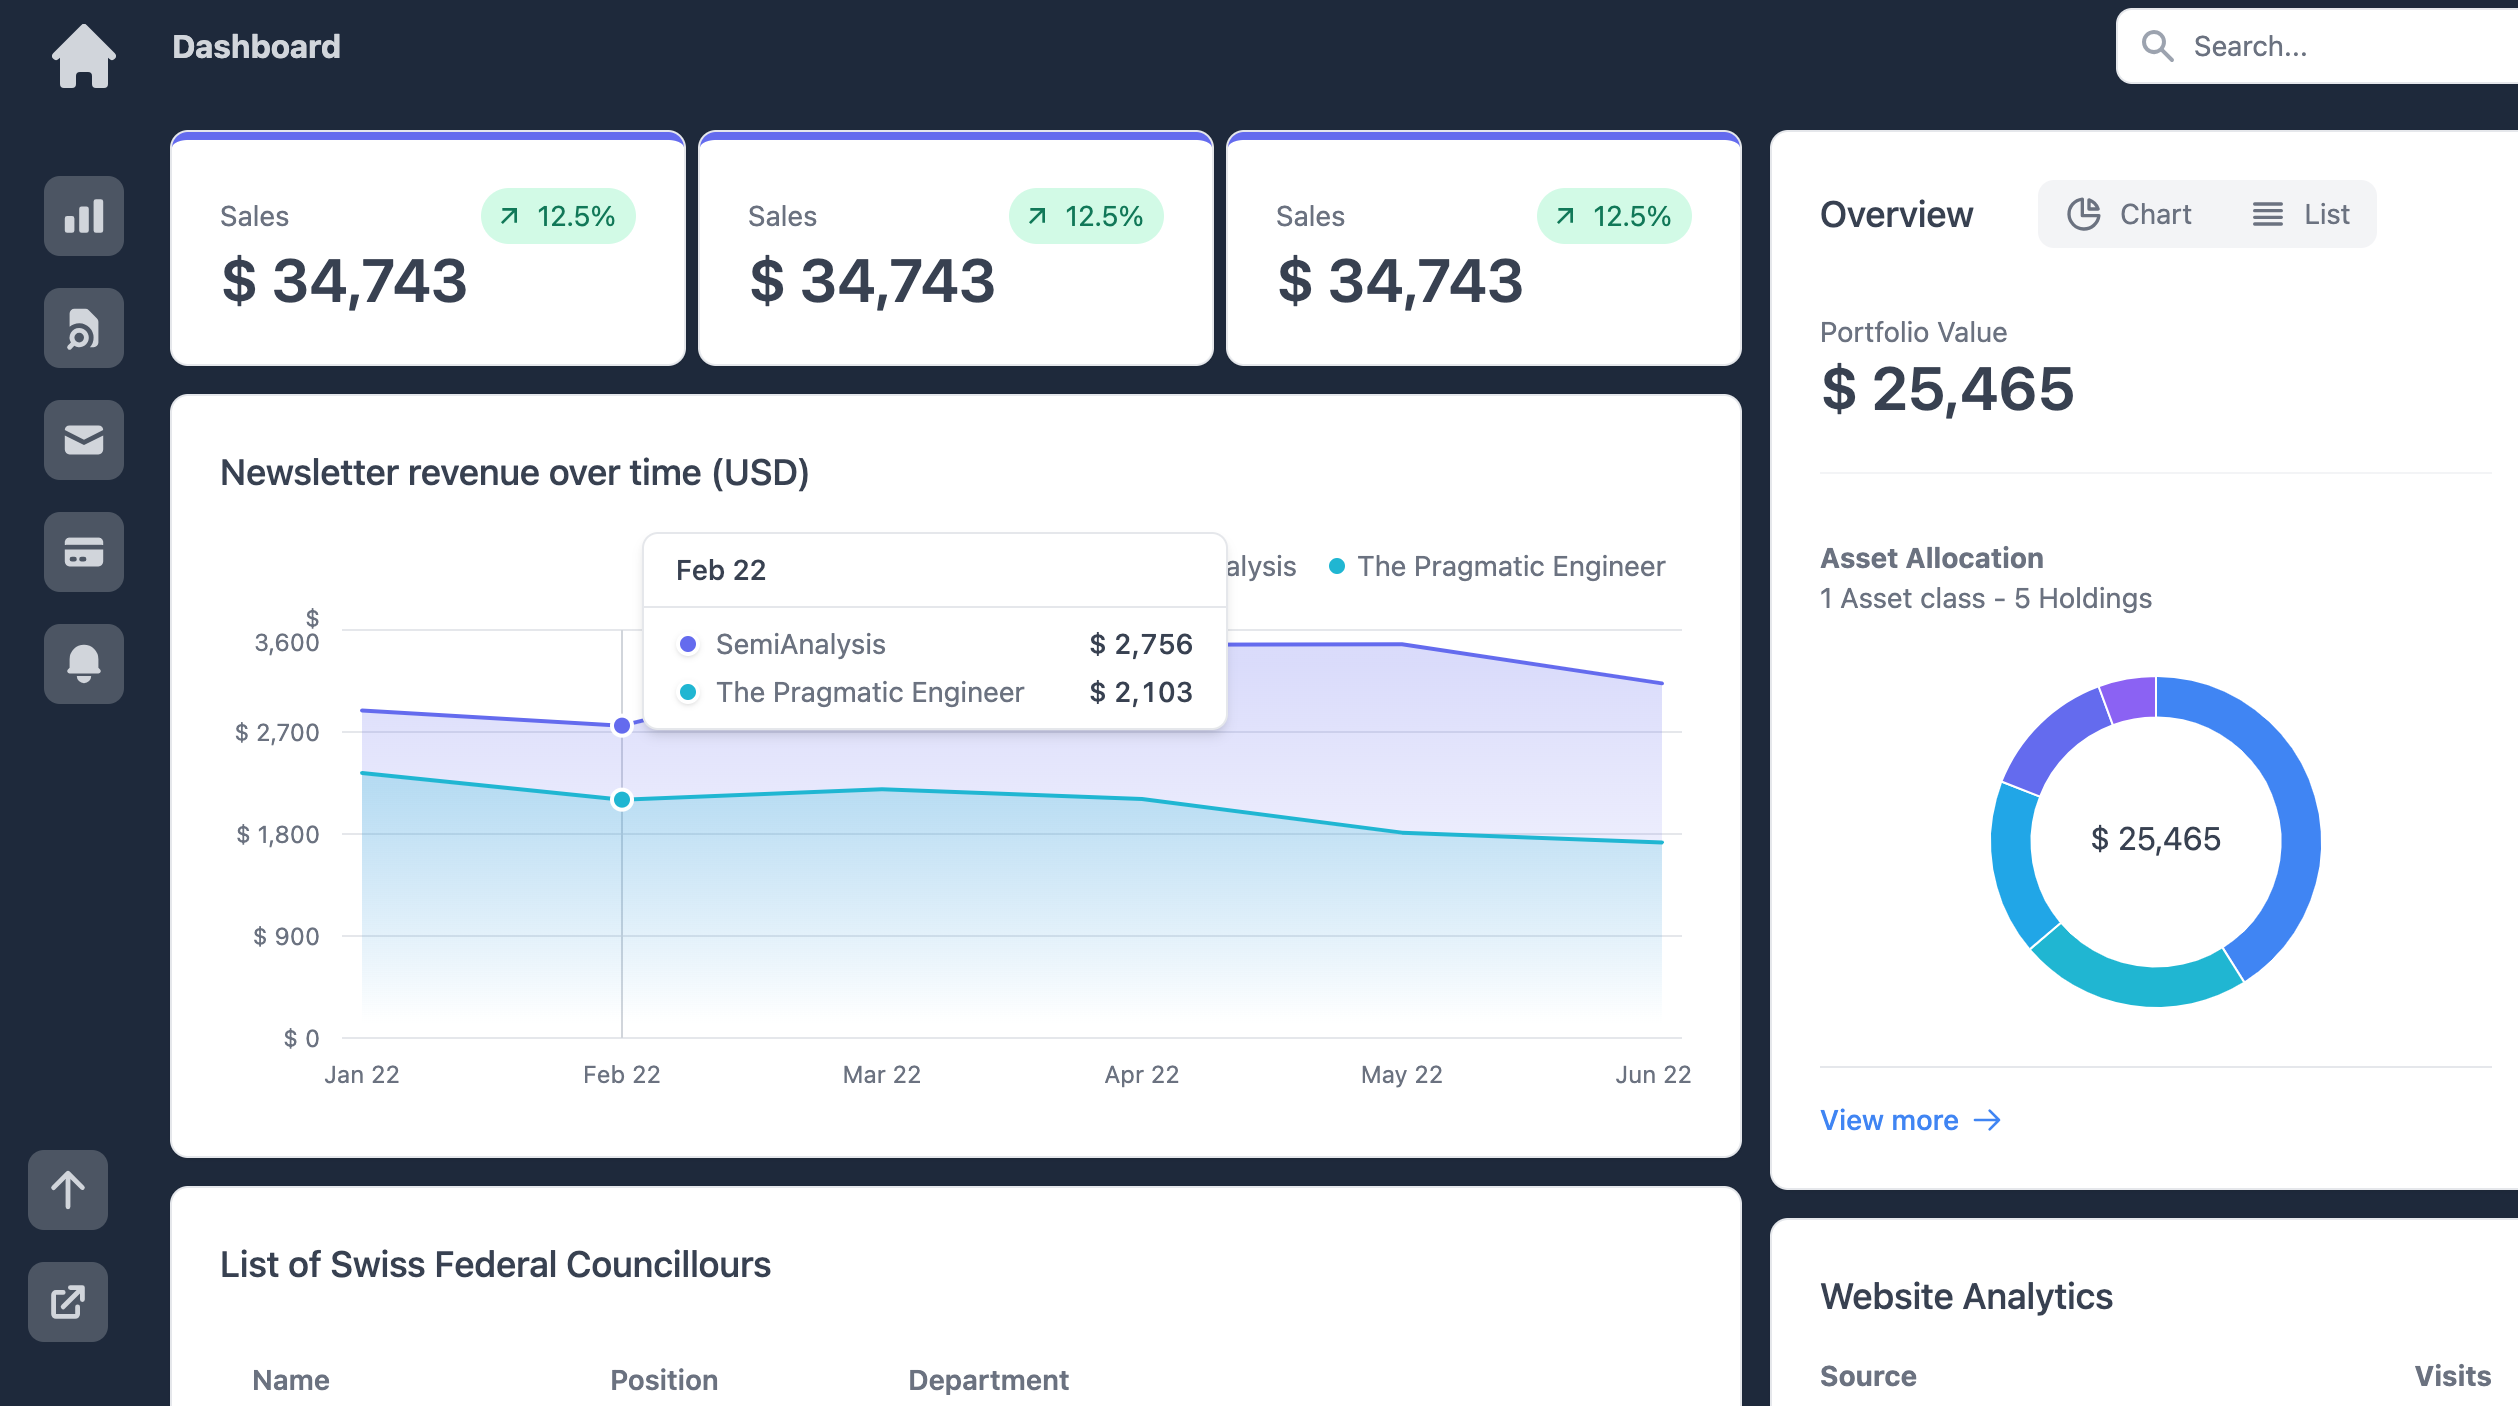 Dashboard
Search...
Sales
12.5%
$ 34,743
Sales
12.5%
$ 34,743
Sales
12.5%
$ 34,743
Newsletter revenue over time (USD)
alysis
The Pragmatic Engineer
Feb 22
SemiAnalysis $ 2,756
The Pragmatic Engineer $ 2,103
$
3,600
$ 2,700
$ 1,800
$ 900
$ 0
Jan 22 Feb 22 Mar 22 Apr 22 May 22 Jun 22
List of Swiss Federal Councillours
Name Position Department
Overview
Chart
List
Portfolio Value
$ 25,465
Asset Allocation
1 Asset class - 5 Holdings
$ 25,465
View more
Website Analytics
Source Visits